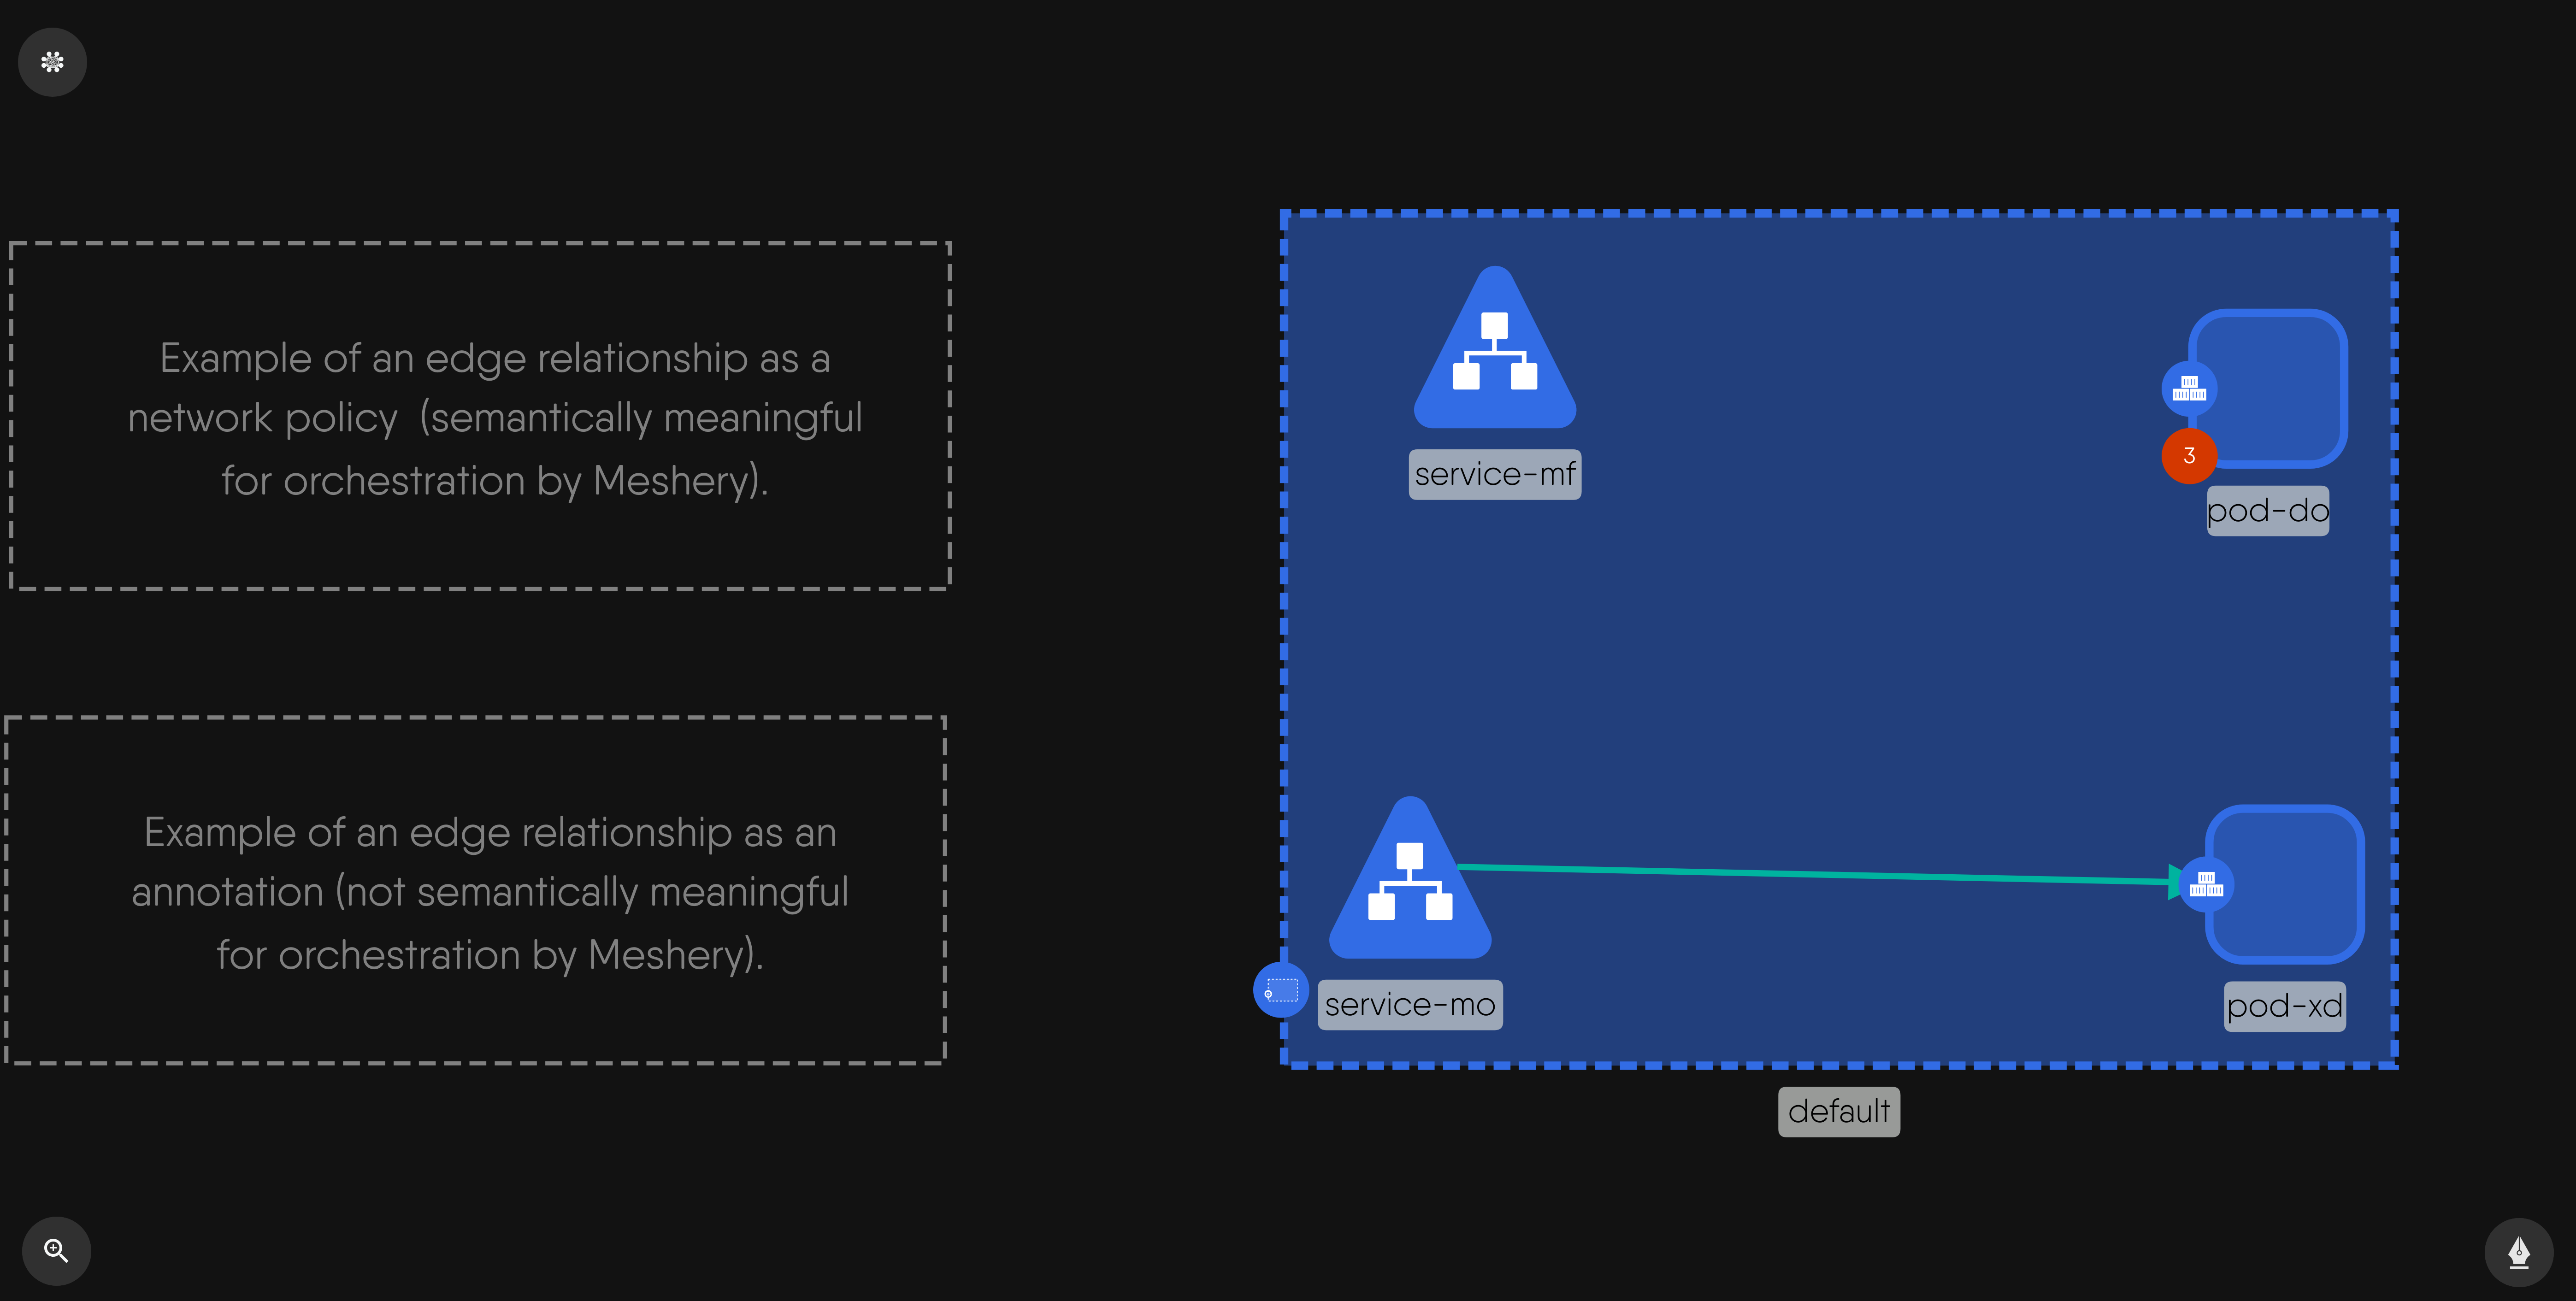 Example of an edge relationship as a
network policy  (semantically meaningful
for orchestration by Meshery).
Example of an edge relationship as an
annotation (not semantically meaningful
for orchestration by Meshery).
service-mf
3
pod-do
service-mo
pod-xd
default